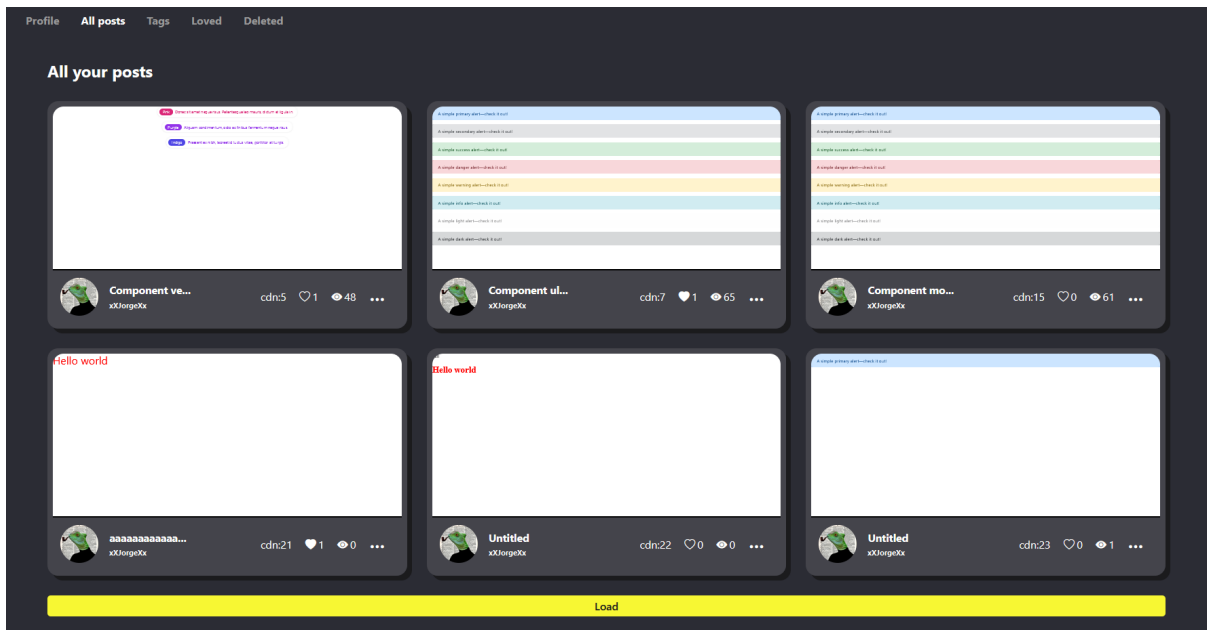 Profile All posts Tags Loved Deleted
All your posts
Pink
Purple
Indigo
A simple primary alert—check it out!
A simple secondary alert—check it out!
A simple success alert—check it out!
A simple danger alert—check it out!
A simple warning alert—check it out!
A simple info alert—check it out!
A simple light alert—check it out!
A simple dark alert—check it out!
A simple primary alert—check it out!
A simple secondary alert—check it out!
A simple success alert—check it out!
A simple danger alert—check it out!
A simple warning alert—check it out!
A simple info alert—check it out!
A simple light alert—check it out!
A simple dark alert—check it out!
Component ve... cdn:5 1 48 ...
xXJorgeXx
Component ul... cdn:7 1 65 ...
xXJorgeXx
Component mo... cdn:15 0 61 ...
xXJorgeXx
Hello world
Hello world
A simple primary alert—check it out!
aaaaaaaaaaaa... cdn:21 1 0 ...
xXJorgeXx
Untitled cdn:22 0 0 ...
xXJorgeXx
Untitled cdn:23 0 1 ...
xXJorgeXx
Load